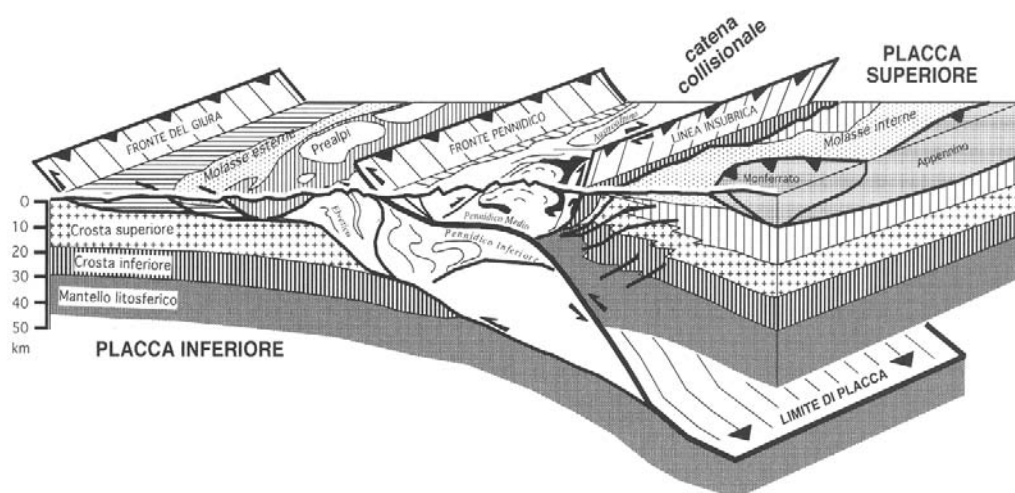 catena
collisionale
PLACCA
SUPERIORE
FRONTE DEL GIURA
Molasse esterne
Prealpi
FRONTE PENNIDICO
Austroalpino
LINEA INSUBRICA
Molasse interne
Monferrato
Appennino
0
10
20
30
40
50
km
Crosta superiore
Crosta inferiore
Mantello litosferico
Elvetico
Pennidico Medio
Pennidico Inferiore
PLACCA INFERIORE
LIMITE DI PLACCA